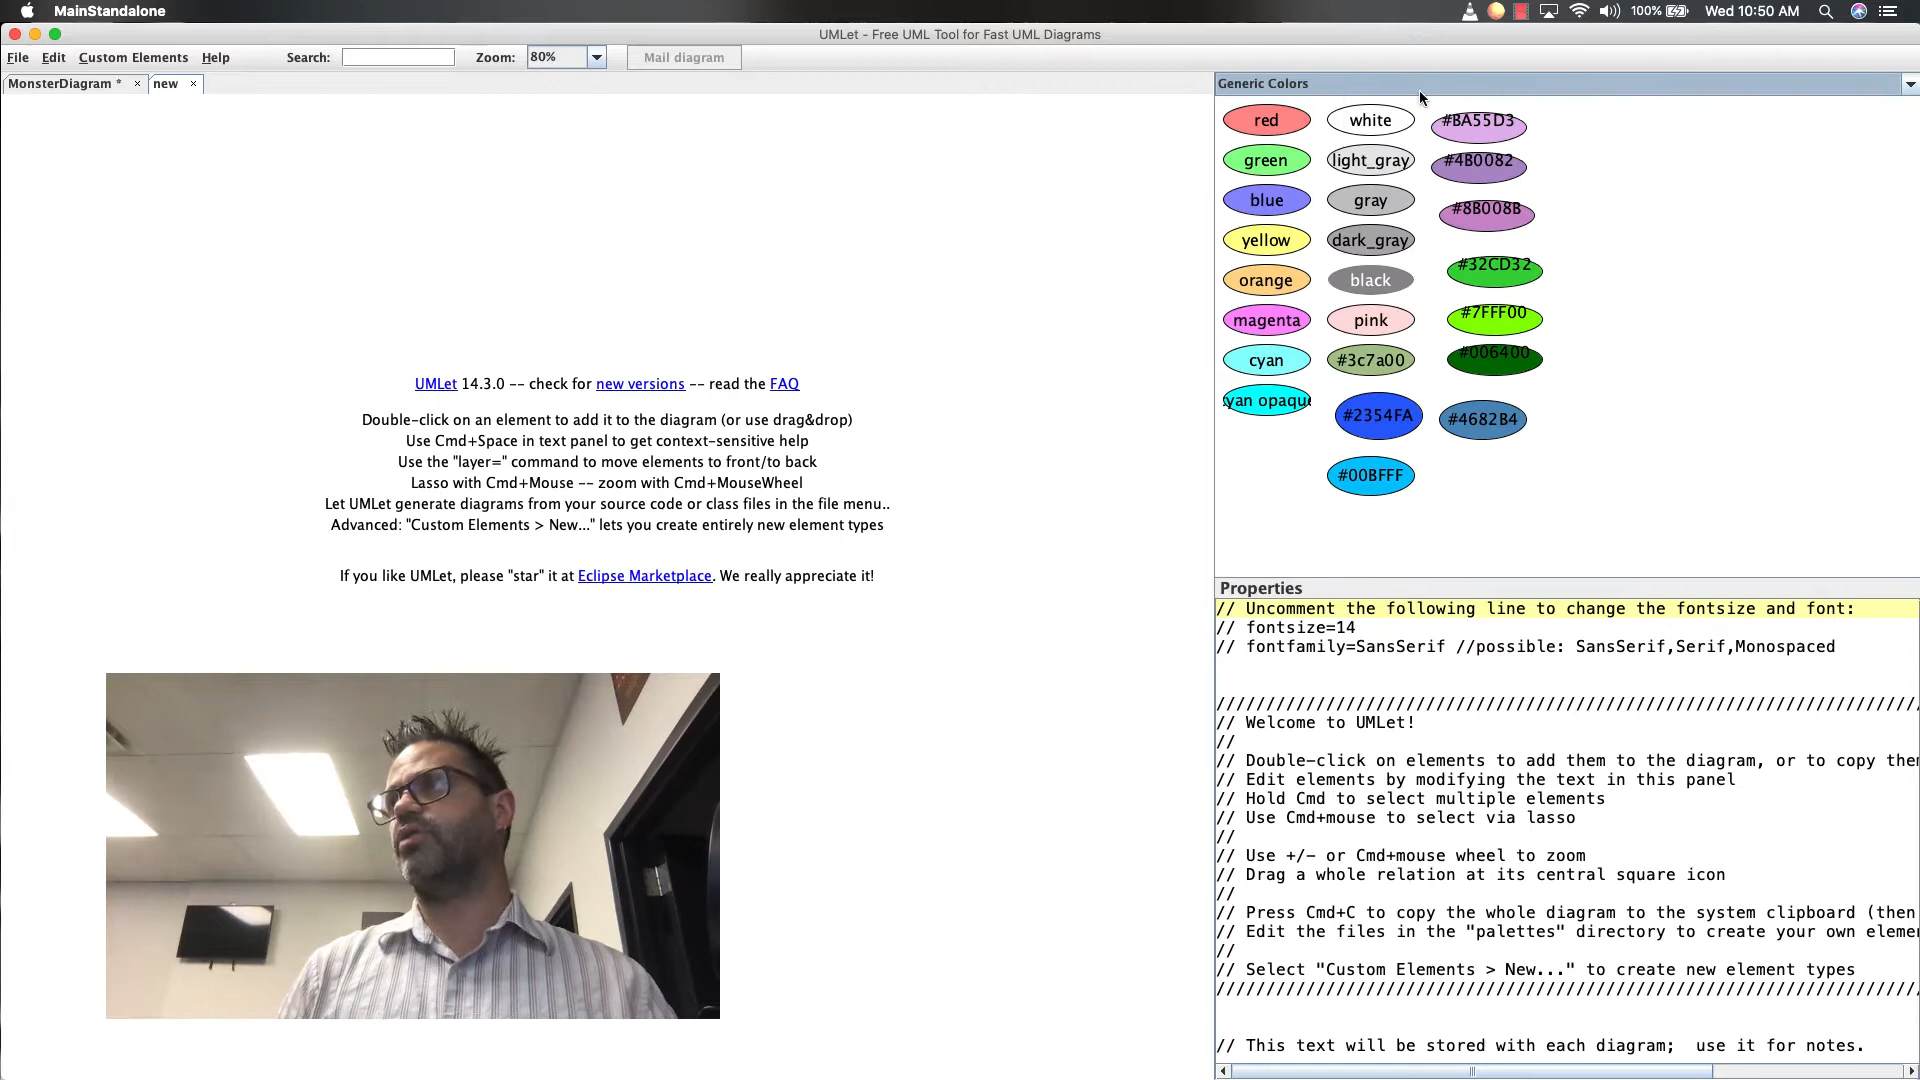 MainStandalone
100%
Wed 10:50 AM
UMLet - Free UML Tool for Fast UML Diagrams
File Edit Custom Elements Help Search: Zoom: 80% Mail diagram
MonsterDiagram * × new ×
UMLet 14.3.0 -- check for new versions -- read the FAQ
Double-click on an element to add it to the diagram (or use drag&drop)
Use Cmd+Space in text panel to get context-sensitive help
Use the "layer=" command to move elements to front/to back
Lasso with Cmd+Mouse -- zoom with Cmd+MouseWheel
Let UMLet generate diagrams from your source code or class files in the file menu..
Advanced: "Custom Elements > New..." lets you create entirely new element types
If you like UMLet, please "star" it at Eclipse Marketplace. We really appreciate it!
Generic Colors
red white #BA55D3
green light_gray #4B0082
blue gray #8B008B
yellow dark_gray #32CD32
orange black #7FFF00
magenta pink #006400
cyan #3c7a00
yan opaque #2354FA #4682B4
#00BFFF
Properties
// Uncomment the following line to change the fontsize and font:
// fontsize=14
// fontfamily=SansSerif //possible: SansSerif,Serif,Monospaced
//////////////////////////////////////////////////////////////////////
// Welcome to UMLet!
//
// Double-click on elements to add them to the diagram, or to copy them
// Edit elements by modifying the text in this panel
// Hold Cmd to select multiple elements
// Use Cmd+mouse to select via lasso
//
// Use +/- or Cmd+mouse wheel to zoom
// Drag a whole relation at its central square icon
//
// Press Cmd+C to copy the whole diagram to the system clipboard (then
// Edit the files in the "palettes" directory to create your own eleme
//
// Select "Custom Elements > New..." to create new element types
//////////////////////////////////////////////////////////////////////
// This text will be stored with each diagram;  use it for notes.